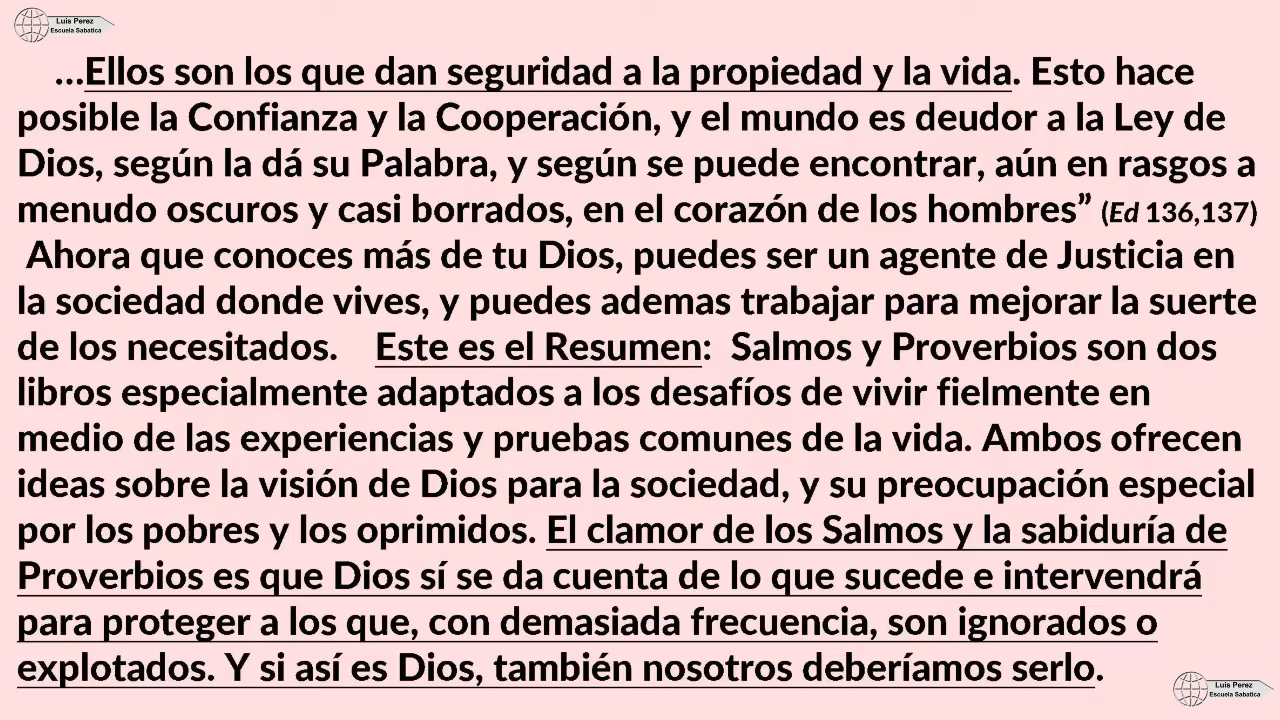 Luis Perez
Escuela Sabatica
...Ellos son los que dan seguridad a la propiedad y la vida. Esto hace
posible la Confianza y la Cooperación, y el mundo es deudor a la Ley de
Dios, según la dá su Palabra, y según se puede encontrar, aún en rasgos a
menudo oscuros y casi borrados, en el corazón de los hombres” (Ed 136,137)
Ahora que conoces más de tu Dios, puedes ser un agente de Justicia en
la sociedad donde vives, y puedes ademas trabajar para mejorar la suerte
de los necesitados. Este es el Resumen: Salmos y Proverbios son dos
libros especialmente adaptados a los desafíos de vivir fielmente en
medio de las experiencias y pruebas comunes de la vida. Ambos ofrecen
ideas sobre la visión de Dios para la sociedad, y su preocupación especial
por los pobres y los oprimidos. El clamor de los Salmos y la sabiduría de
Proverbios es que Dios sí se da cuenta de lo que sucede e intervendrá
para proteger a los que, con demasiada frecuencia, son ignorados o
explotados. Y si así es Dios, también nosotros deberíamos serlo.
Luis Perez
Escuela Sabatica